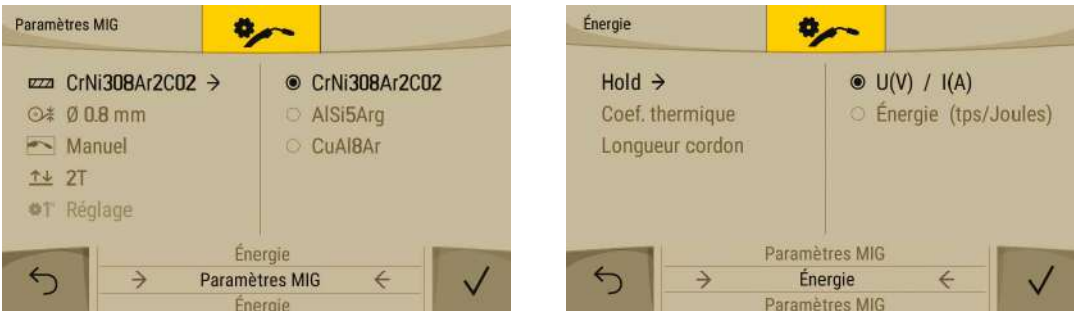 Paramètres MIG
CrNi308Ar2CO2 →
Ø 0.8 mm
Manuel
2T
Réglage
CrNi308Ar2CO2
AlSi5Arg
CuAl8Ar
Énergie
→ Paramètres MIG ←
Énergie
Énergie
Hold →
Coef. thermique
Longueur cordon
U(V) / I(A)
Énergie (tps/Joules)
Paramètres MIG
→ Énergie ←
Paramètres MIG